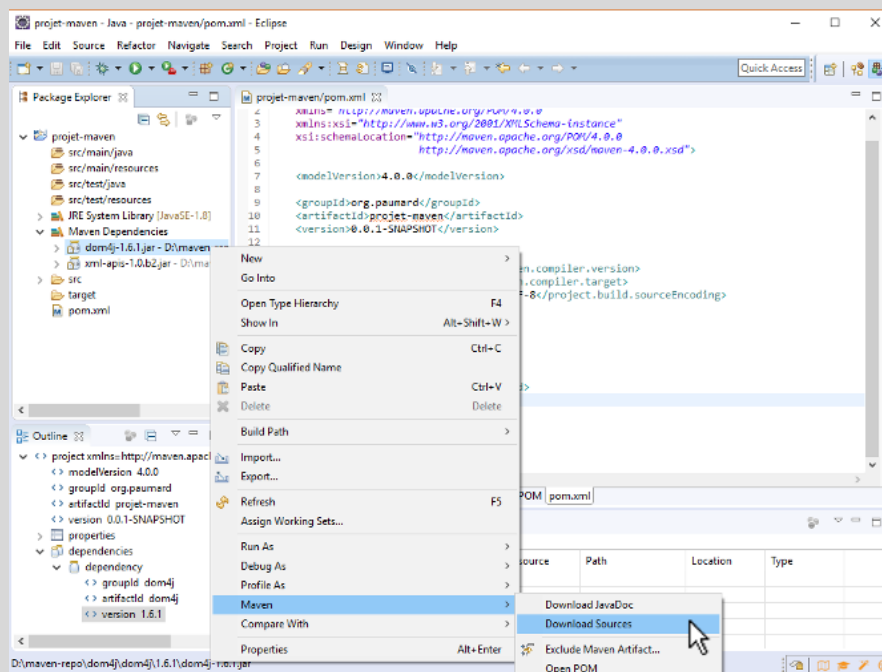 projet-maven - Java - projet-maven/pom.xml - Eclipse
File Edit Source Refactor Navigate Search Project Run Design Window Help
Quick Access
Package Explorer
projet-maven
src/main/java
src/main/resources
src/test/java
src/test/resources
JRE System Library [JavaSE-1.8]
Maven Dependencies
dom4j-1.6.1.jar - D:\maven
xml-apis-1.0.b2.jar - D:\ma
src
target
pom.xml
projet-maven/pom.xml
2 xmlns="http://maven.apache.org/POM/4.0.0
3 xmlns:xsi="http://www.w3.org/2001/XMLSchema-instance"
4 xsi:schemaLocation="http://maven.apache.org/POM/4.0.0
5 http://maven.apache.org/xsd/maven-4.0.0.xsd">
6
7 <modelVersion>4.0.0</modelVersion>
8
9 <groupId>org.paumard</groupId>
10 <artifactId>projet-maven</artifactId>
11 <version>0.0.1-SNAPSHOT</version>
12
en.compiler.version>
.compiler.target>
F-8</project.build.sourceEncoding>
New
Go Into
Open Type Hierarchy F4
Show In Alt+Shift+W
Copy Ctrl+C
Copy Qualified Name
Paste Ctrl+V
Delete Delete
Build Path
Import...
Export...
Refresh F5
Assign Working Sets...
Run As
Debug As
Profile As
Maven
Compare With
Properties Alt+Enter
Download JavaDoc
Download Sources
Exclude Maven Artifact...
Open POM
Outline
project xmlns=http://maven.apac
modelVersion 4.0.0
groupId org.paumard
artifactId projet-maven
version 0.0.1-SNAPSHOT
properties
dependencies
dependency
groupId dom4j
artifactId dom4j
version 1.6.1
POM pom.xml
source Path Location Type
D:\maven-repo\dom4j\dom4j\1.6.1\dom4j-1.6.1.jar